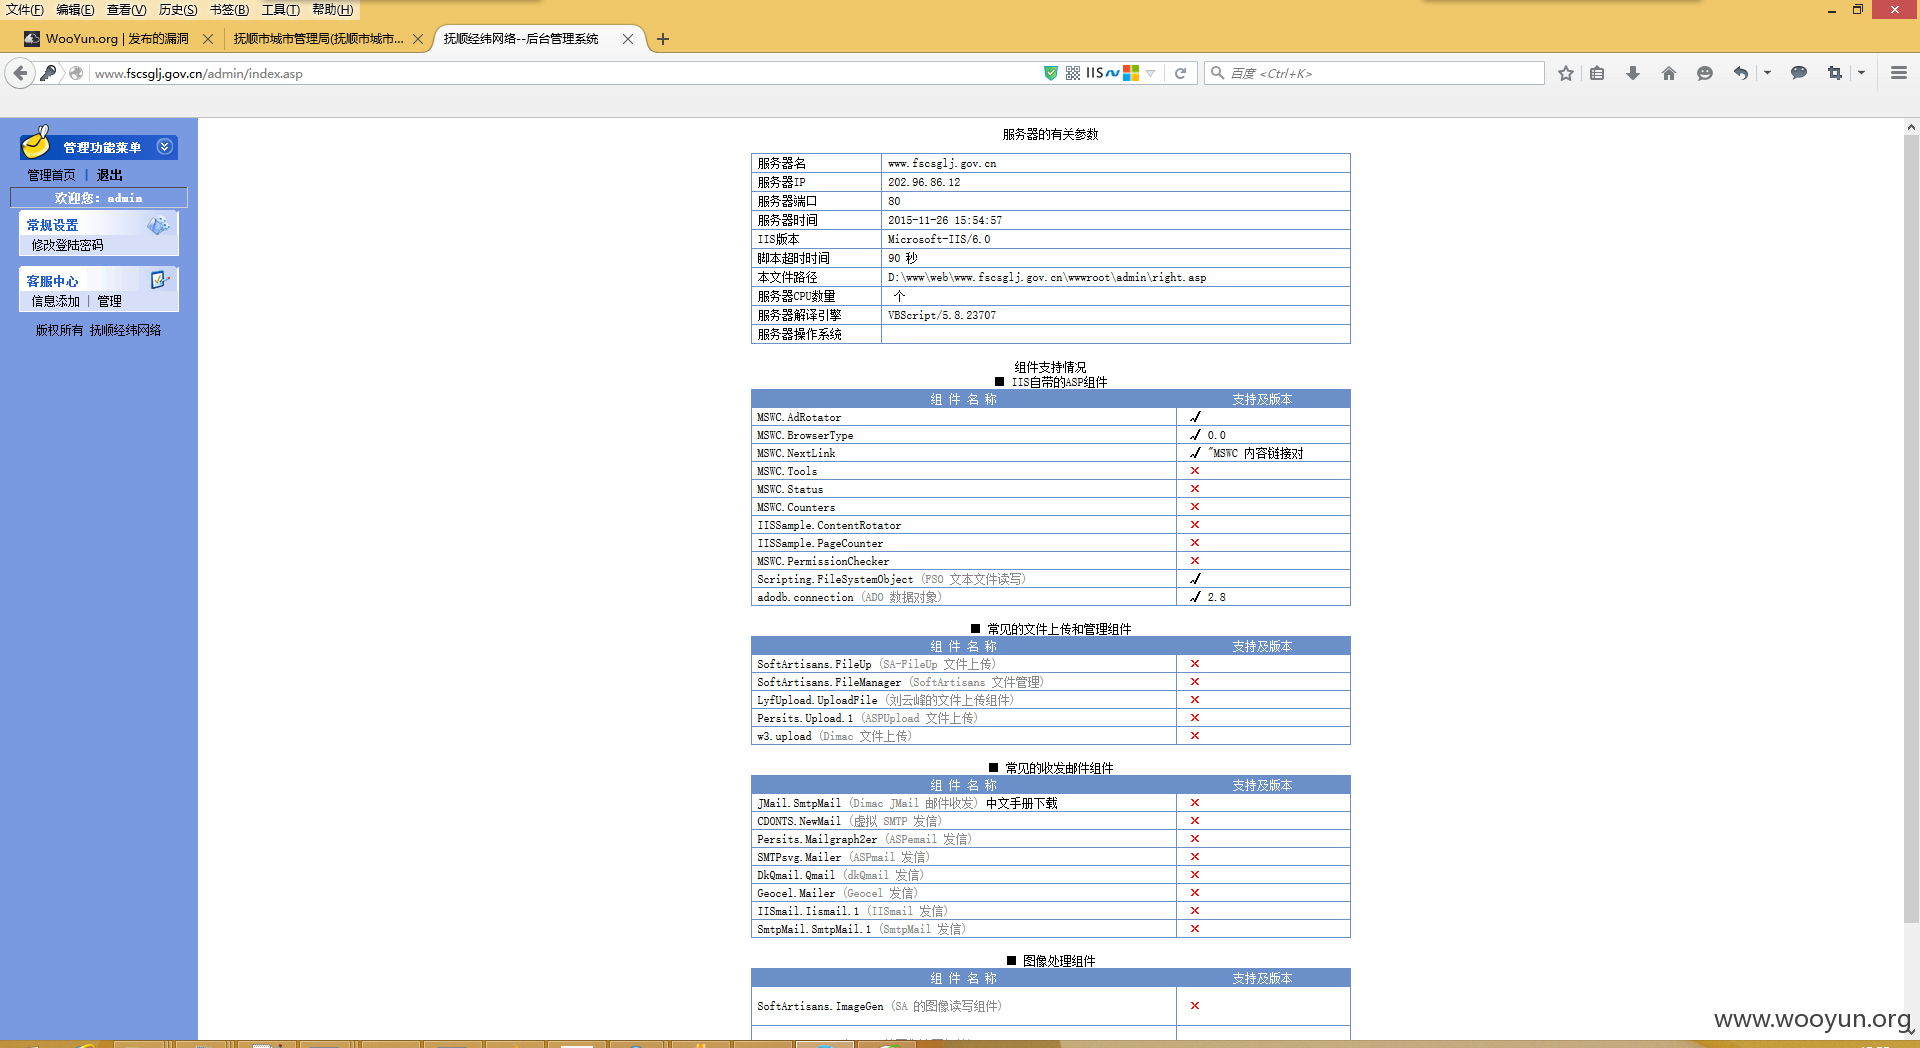 文件(F) 编辑(E) 查看(V) 历史(S) 书签(B) 工具(T) 帮助(H)
WooYun.org | 发布的漏洞
抚顺市城市管理局(抚顺市城市...
抚顺经纬网络--后台管理系统
www.fscsglj.gov.cn/admin/index.asp
IIS
百度 <Ctrl+K>
管理功能菜单
管理首页 | 退出
欢迎您: admin
常规设置
修改登陆密码
客服中心
信息添加 | 管理
版权所有 抚顺经纬网络
服务器的有关参数
服务器名 www.fscsglj.gov.cn
服务器IP 202.96.86.12
服务器端口 80
服务器时间 2015-11-26 15:54:57
IIS版本 Microsoft-IIS/6.0
脚本超时时间 90 秒
本文件路径 D:\www\web\www.fscsglj.gov.cn\wwwroot\admin\right.asp
服务器CPU数量 个
服务器解译引擎 VBScript/5.8.23707
服务器操作系统
组件支持情况
■ IIS自带的ASP组件
组 件 名 称 支持及版本
MSWC.AdRotator √
MSWC.BrowserType √ 0.0
MSWC.NextLink √ "MSWC 内容链接对
MSWC.Tools ×
MSWC.Status ×
MSWC.Counters ×
IISSample.ContentRotator ×
IISSample.PageCounter ×
MSWC.PermissionChecker ×
Scripting.FileSystemObject (FSO 文本文件读写) √
adodb.connection (ADO 数据对象) √ 2.8
■ 常见的文件上传和管理组件
组 件 名 称 支持及版本
SoftArtisans.FileUp (SA-FileUp 文件上传) ×
SoftArtisans.FileManager (SoftArtisans 文件管理) ×
LyfUpload.UploadFile (刘云峰的文件上传组件) ×
Persits.Upload.1 (ASPUpload 文件上传) ×
w3.upload (Dimac 文件上传) ×
■ 常见的收发邮件组件
组 件 名 称 支持及版本
JMail.SmtpMail (Dimac JMail 邮件收发) 中文手册下载 ×
CDONTS.NewMail (虚拟 SMTP 发信) ×
Persits.Mailgraph2er (ASPemail 发信) ×
SMTPsvg.Mailer (ASPmail 发信) ×
DkQmail.Qmail (dkQmail 发信) ×
Geocel.Mailer (Geocel 发信) ×
IISmail.Iismail.1 (IISmail 发信) ×
SmtpMail.SmtpMail.1 (SmtpMail 发信) ×
■ 图像处理组件
组 件 名 称 支持及版本
SoftArtisans.ImageGen (SA 的图像读写组件) ×
www.wooyun.org